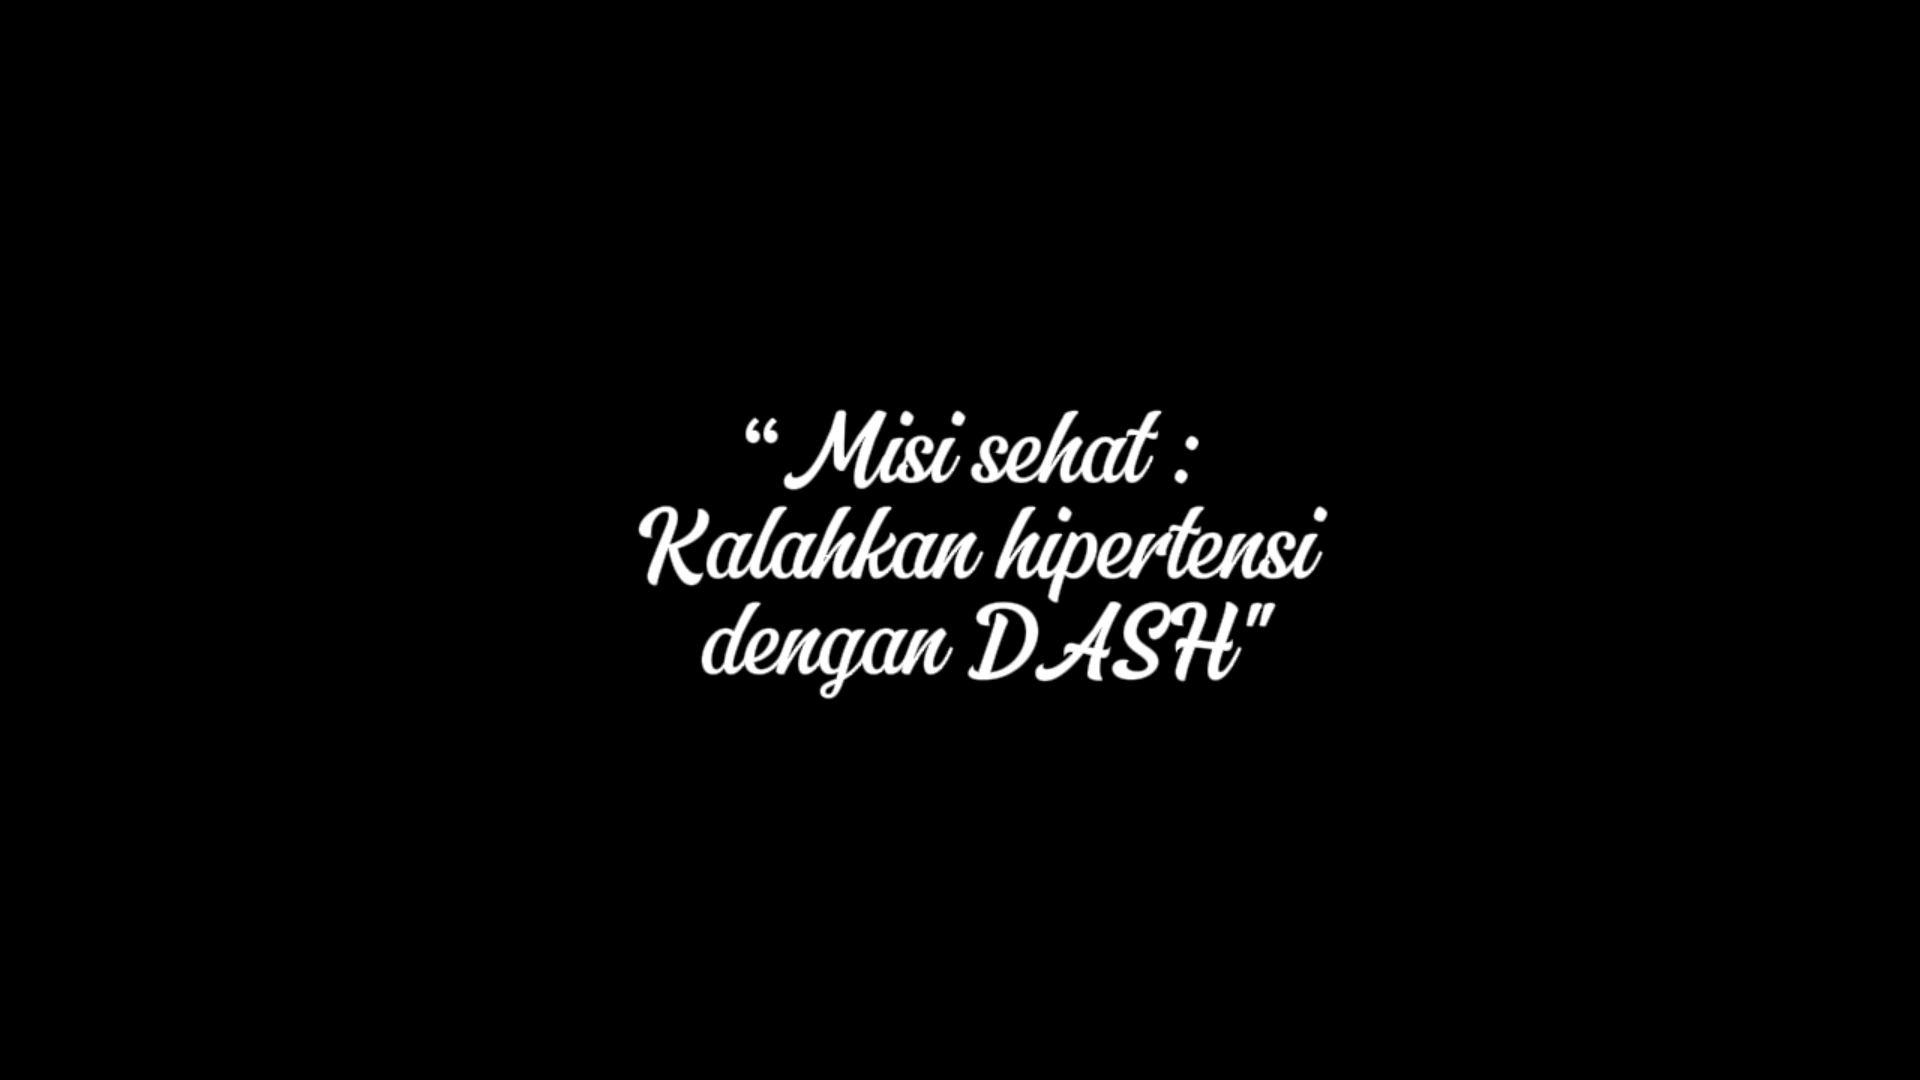 “ Misi sehat :
Kalahkan hipertensi
dengan DASH"